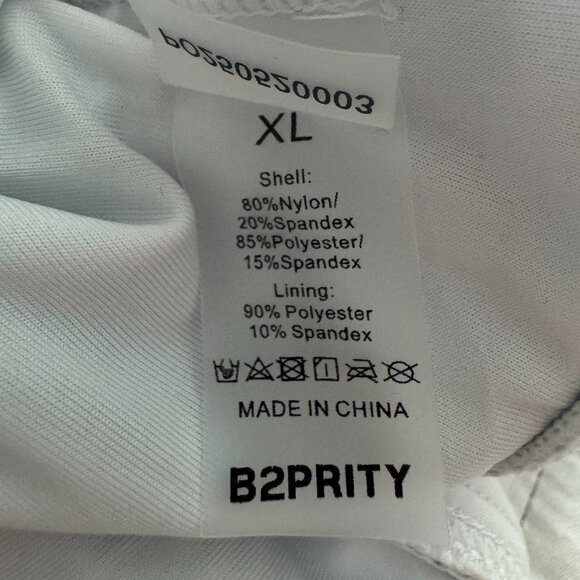 PO250520003
XL
Shell:
80%Nylon/
20%Spandex
85%Polyester/
15%Spandex
Lining:
90% Polyester
10% Spandex
MADE IN CHINA
B2PRITY